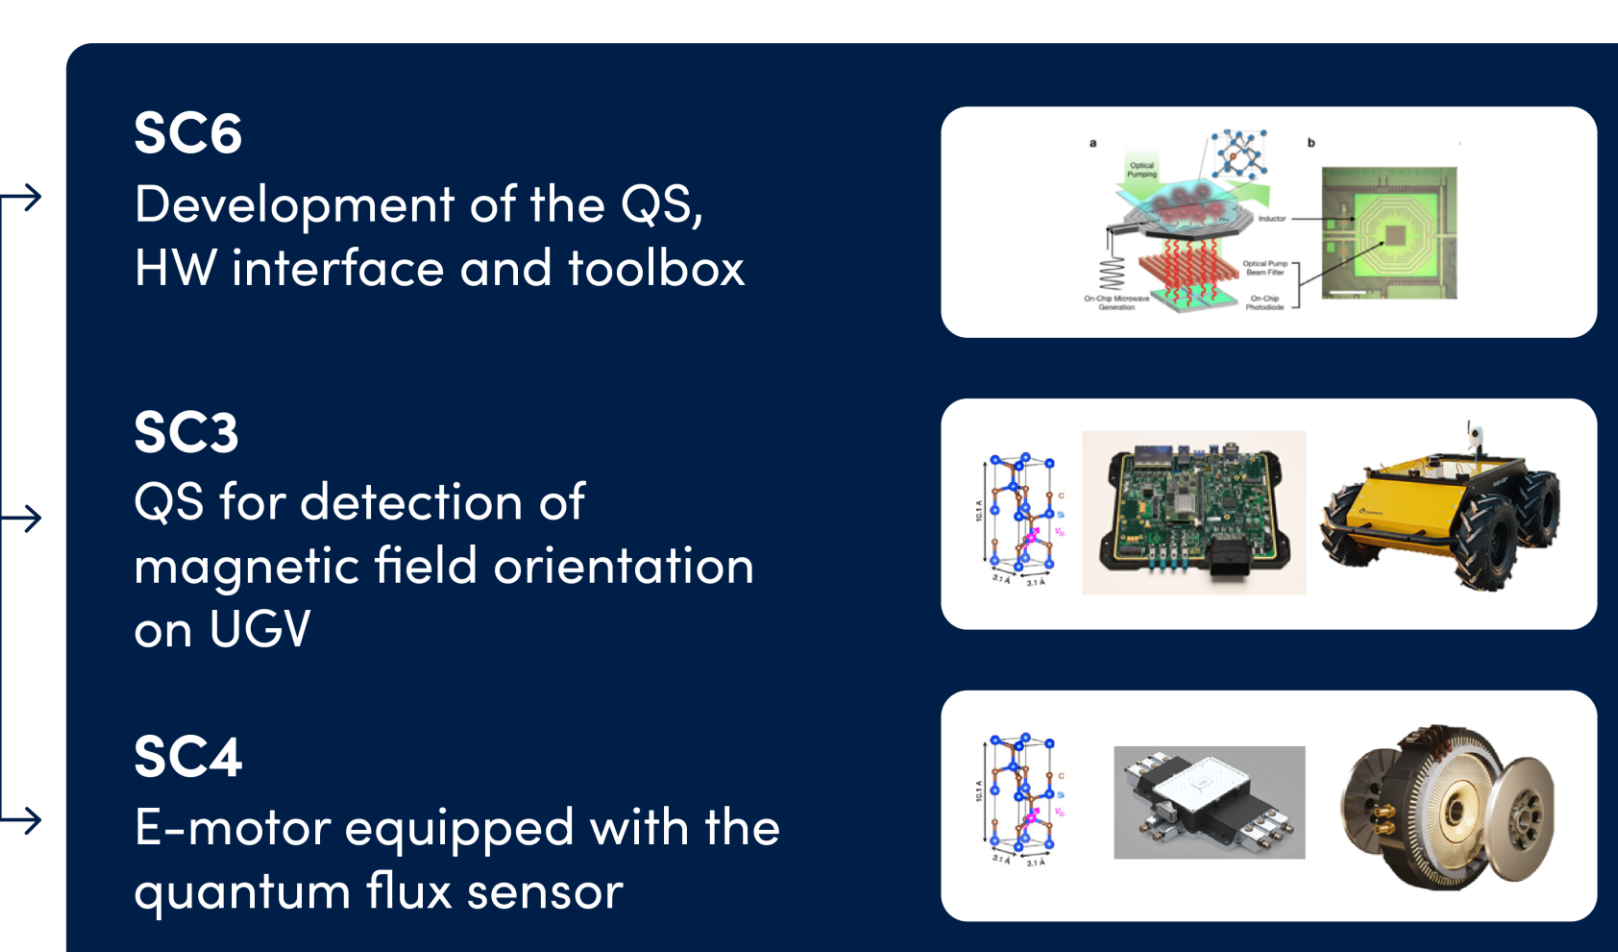 SC6
Development of the QS,
HW interface and toolbox
a
Optical
Pumping
Inductor
Optical Pump
Beam Filter
On-Chip Microwave
Generation
On-Chip
Photodiode
b
SC3
QS for detection of
magnetic field orientation
on UGV
10.1 Å
C
Si
3.1 Å
3.1 Å
SC4
E-motor equipped with the
quantum flux sensor
10.1 Å
C
Si
3.1 Å
3.1 Å